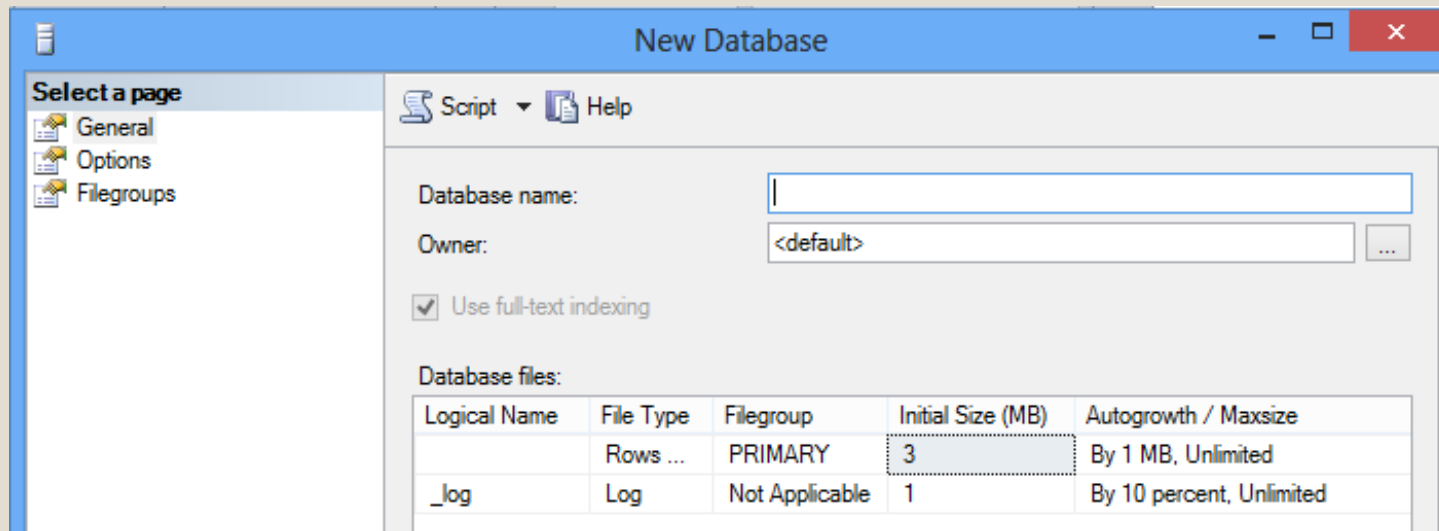 New Database
Select a page
General
Options
Filegroups
Script Help
Database name:
Owner: <default> ...
Use full-text indexing
Database files:
Logical Name File Type Filegroup Initial Size (MB) Autogrowth / Maxsize
Rows ... PRIMARY 3 By 1 MB, Unlimited
_log Log Not Applicable 1 By 10 percent, Unlimited